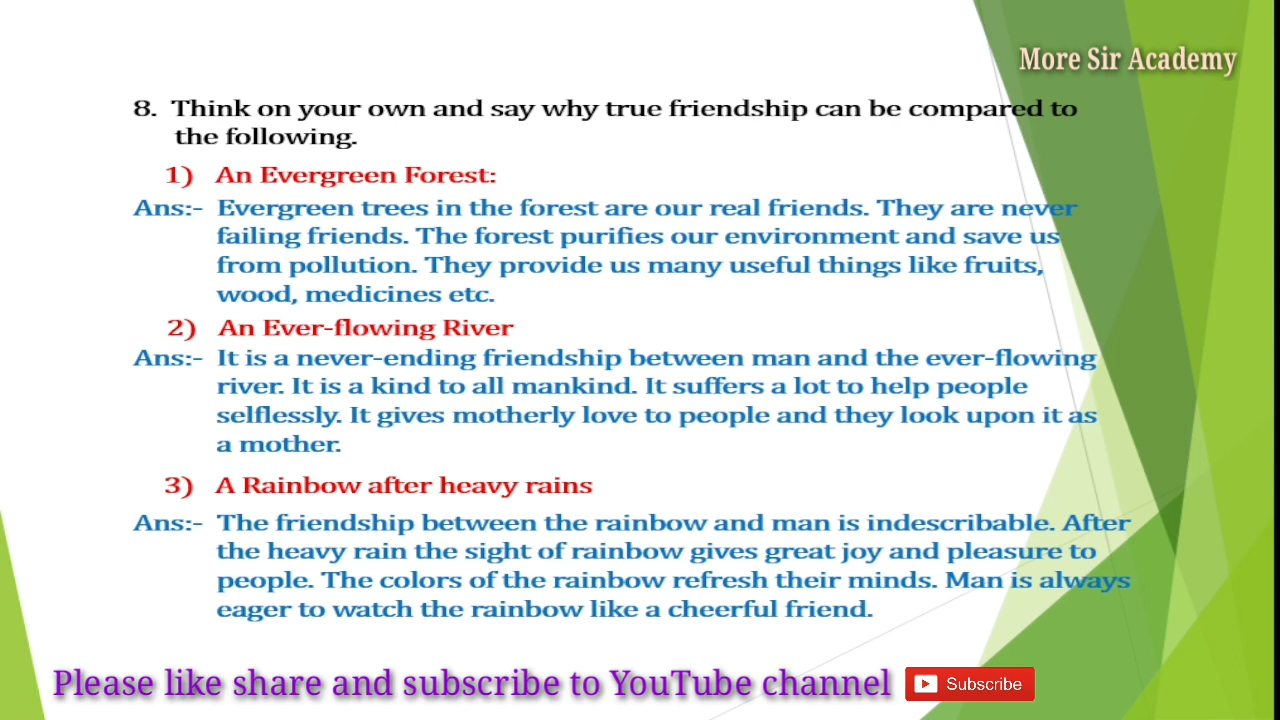 More Sir Academy
8. Think on your own and say why true friendship can be compared to
the following.
1) An Evergreen Forest:
Ans:- Evergreen trees in the forest are our real friends. They are never
failing friends. The forest purifies our environment and save us
from pollution. They provide us many useful things like fruits,
wood, medicines etc.
2) An Ever-flowing River
Ans:- It is a never-ending friendship between man and the ever-flowing
river. It is a kind to all mankind. It suffers a lot to help people
selflessly. It gives motherly love to people and they look upon it as
a mother.
3) A Rainbow after heavy rains
Ans:- The friendship between the rainbow and man is indescribable. After
the heavy rain the sight of rainbow gives great joy and pleasure to
people. The colors of the rainbow refresh their minds. Man is always
eager to watch the rainbow like a cheerful friend.
Please like share and subscribe to YouTube channel Subscribe